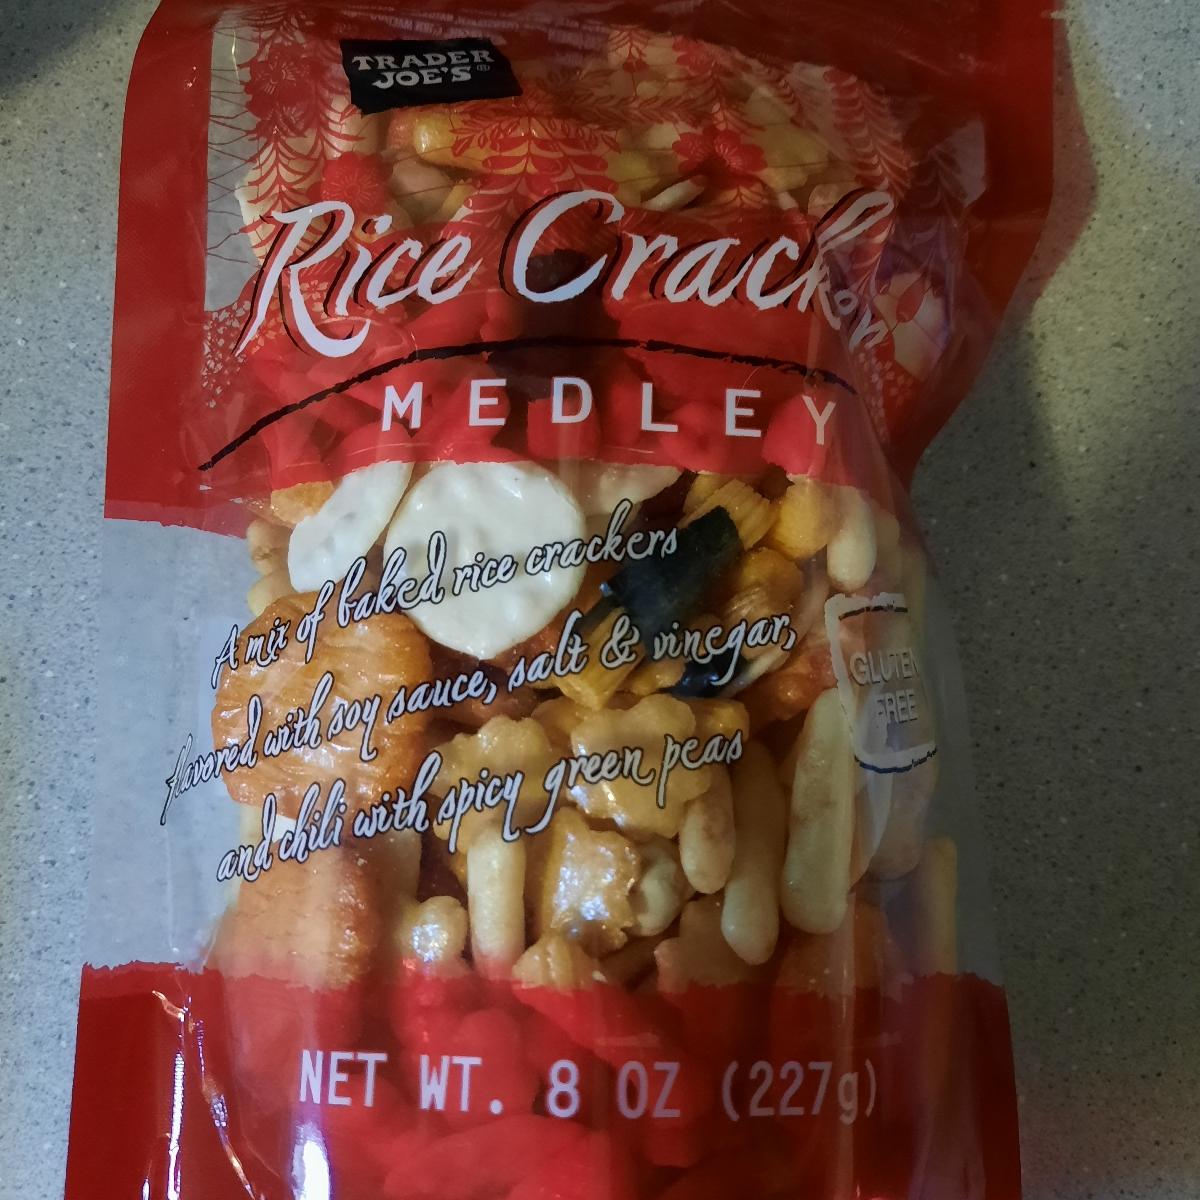 TRADER
JOE'S®
Rice Cracker
MEDLEY
A mix of baked rice crackers
flavored with soy sauce, salt & vinegar,
and chili with spicy green peas
GLUTEN
FREE
NET WT. 8 OZ (227g)